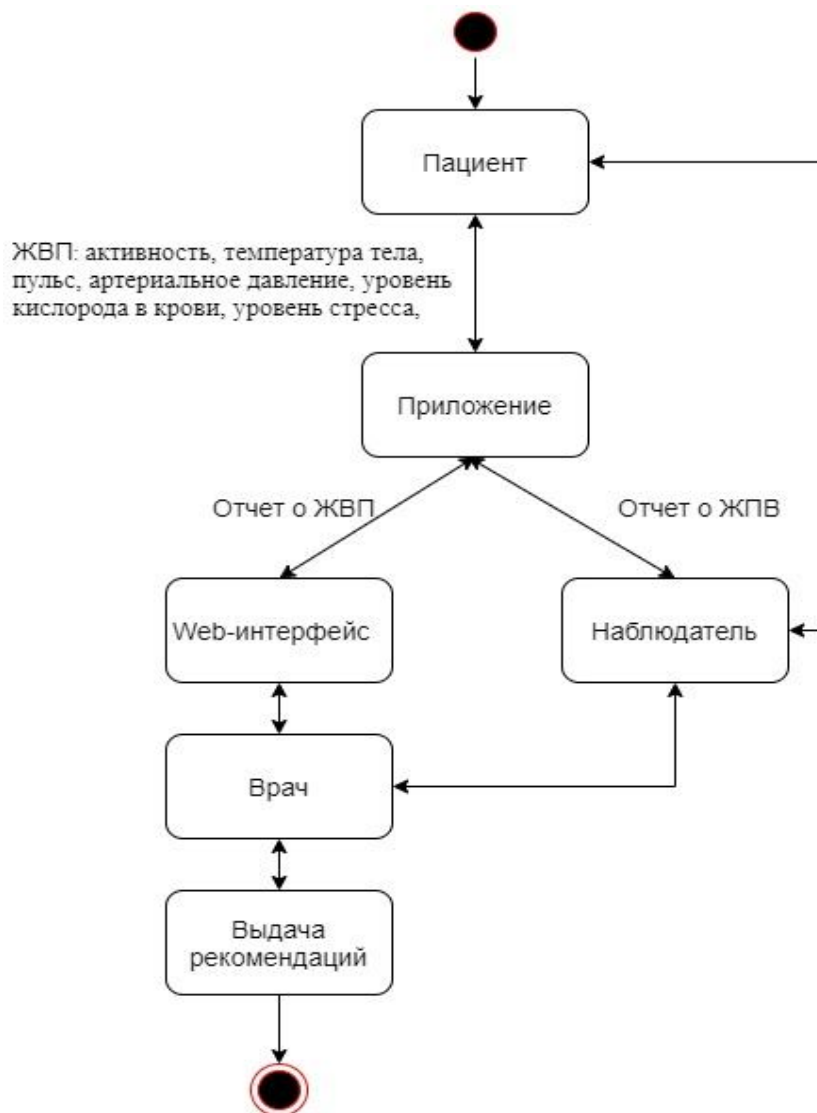 Пациент
ЖВП: активность, температура тела,
пульс, артериальное давление, уровень
кислорода в крови, уровень стресса,
Приложение
Отчет о ЖВП
Отчет о ЖПВ
Web-интерфейс
Наблюдатель
Врач
Выдача
рекомендаций